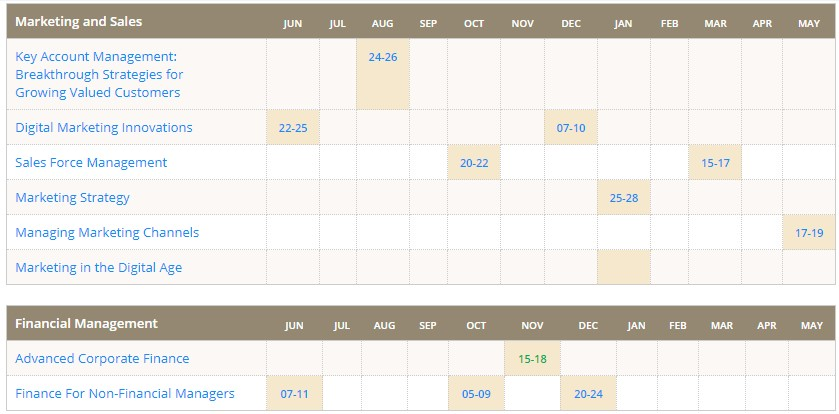 Marketing and Sales JUN JUL AUG SEP OCT NOV DEC JAN FEB MAR APR MAY
Key Account Management: 24-26
Breakthrough Strategies for
Growing Valued Customers
Digital Marketing Innovations 22-25 07-10
Sales Force Management 20-22 15-17
Marketing Strategy 25-28
Managing Marketing Channels 17-19
Marketing in the Digital Age
Financial Management JUN JUL AUG SEP OCT NOV DEC JAN FEB MAR APR MAY
Advanced Corporate Finance 15-18
Finance For Non-Financial Managers 07-11 05-09 20-24